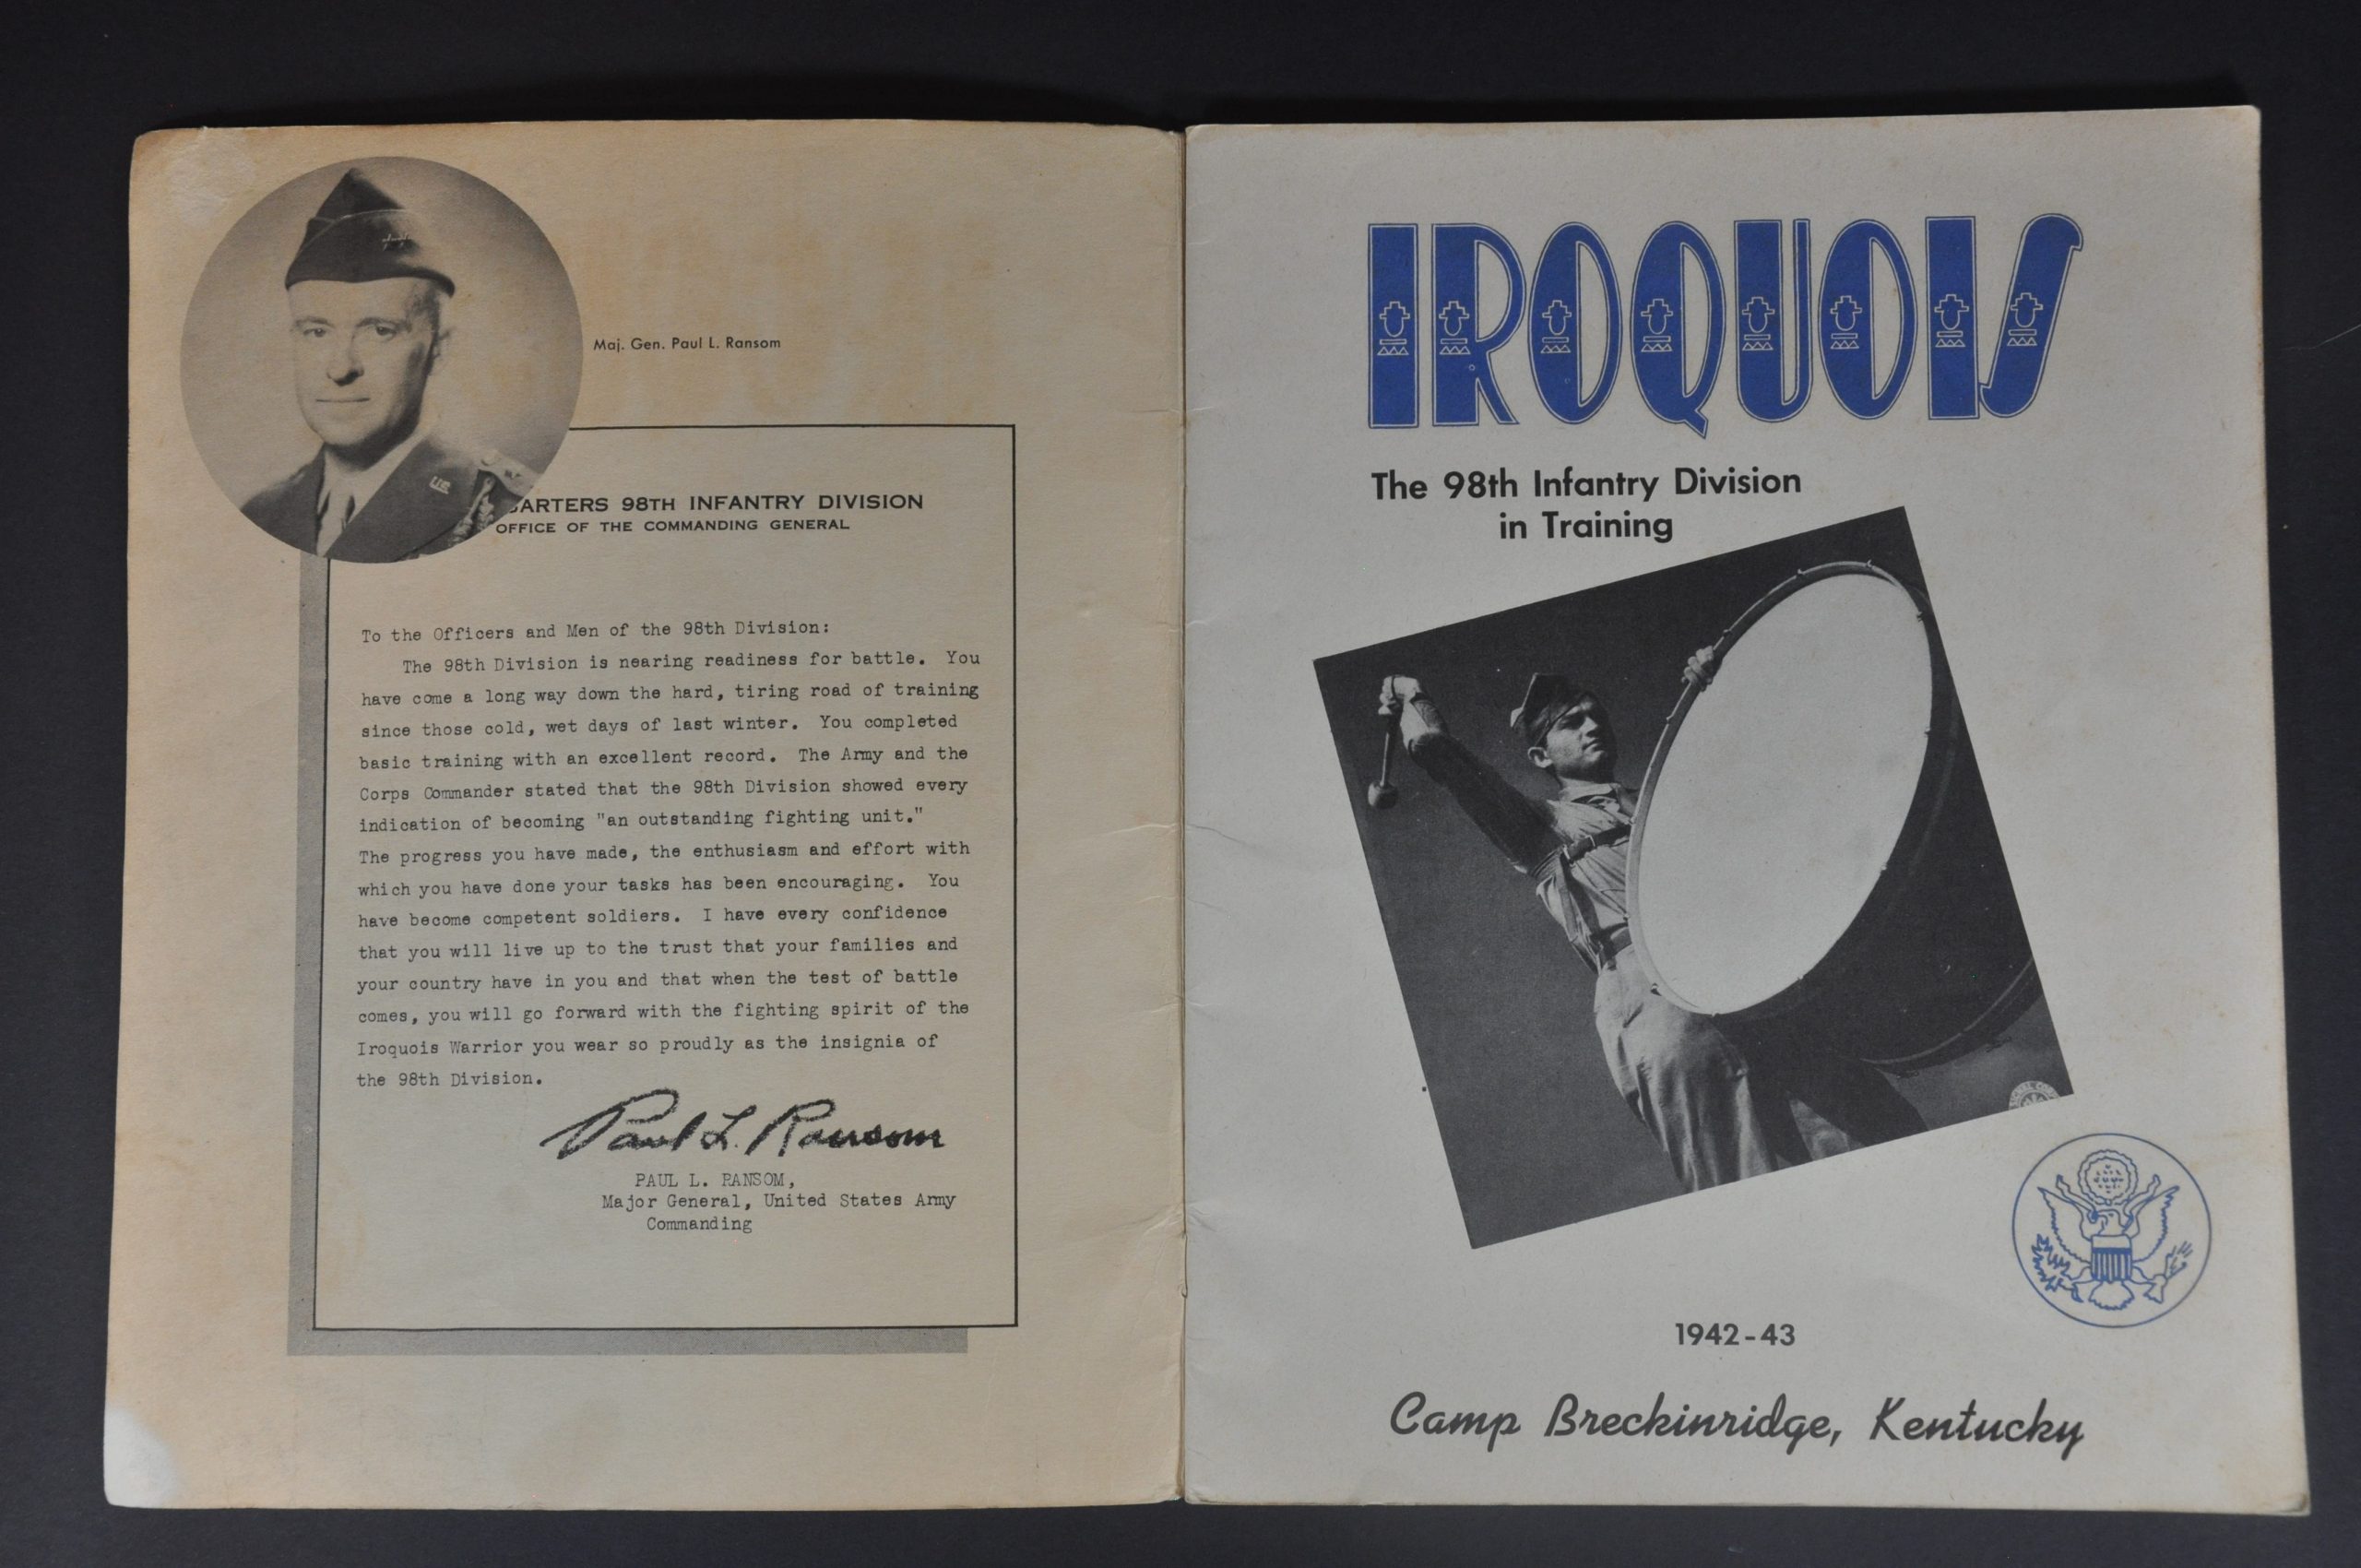 Maj. Gen. Paul L. Ransom
ARTERS 98TH INFANTRY DIVISION
OFFICE OF THE COMMANDING GENERAL
To the Officers and Men of the 98th Division:
The 98th Division is nearing readiness for battle. You
have come a long way down the hard, tiring road of training
since those cold, wet days of last winter. You completed
basic training with an excellent record. The Army and the
Corps Commander stated that the 98th Division showed every
indication of becoming "an outstanding fighting unit."
The progress you have made, the enthusiasm and effort with
which you have done your tasks has been encouraging. You
have become competent soldiers. I have every confidence
that you will live up to the trust that your families and
your country have in you and that when the test of battle
comes, you will go forward with the fighting spirit of the
Iroquois Warrior you wear so proudly as the insignia of
the 98th Division.
Paul L. Ransom
PAUL L. RANSOM,
Major General, United States Army
Commanding
IROQUOIS
The 98th Infantry Division
in Training
1942-43
Camp Breckinridge, Kentucky